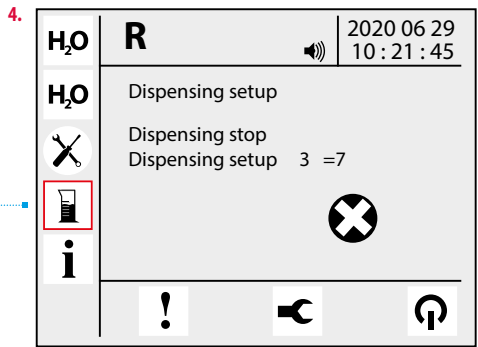 4.
H₂O
R
2020 06 29
10 : 21 : 45
H₂O
Dispensing setup
Dispensing stop
Dispensing setup 3 =7
i
!